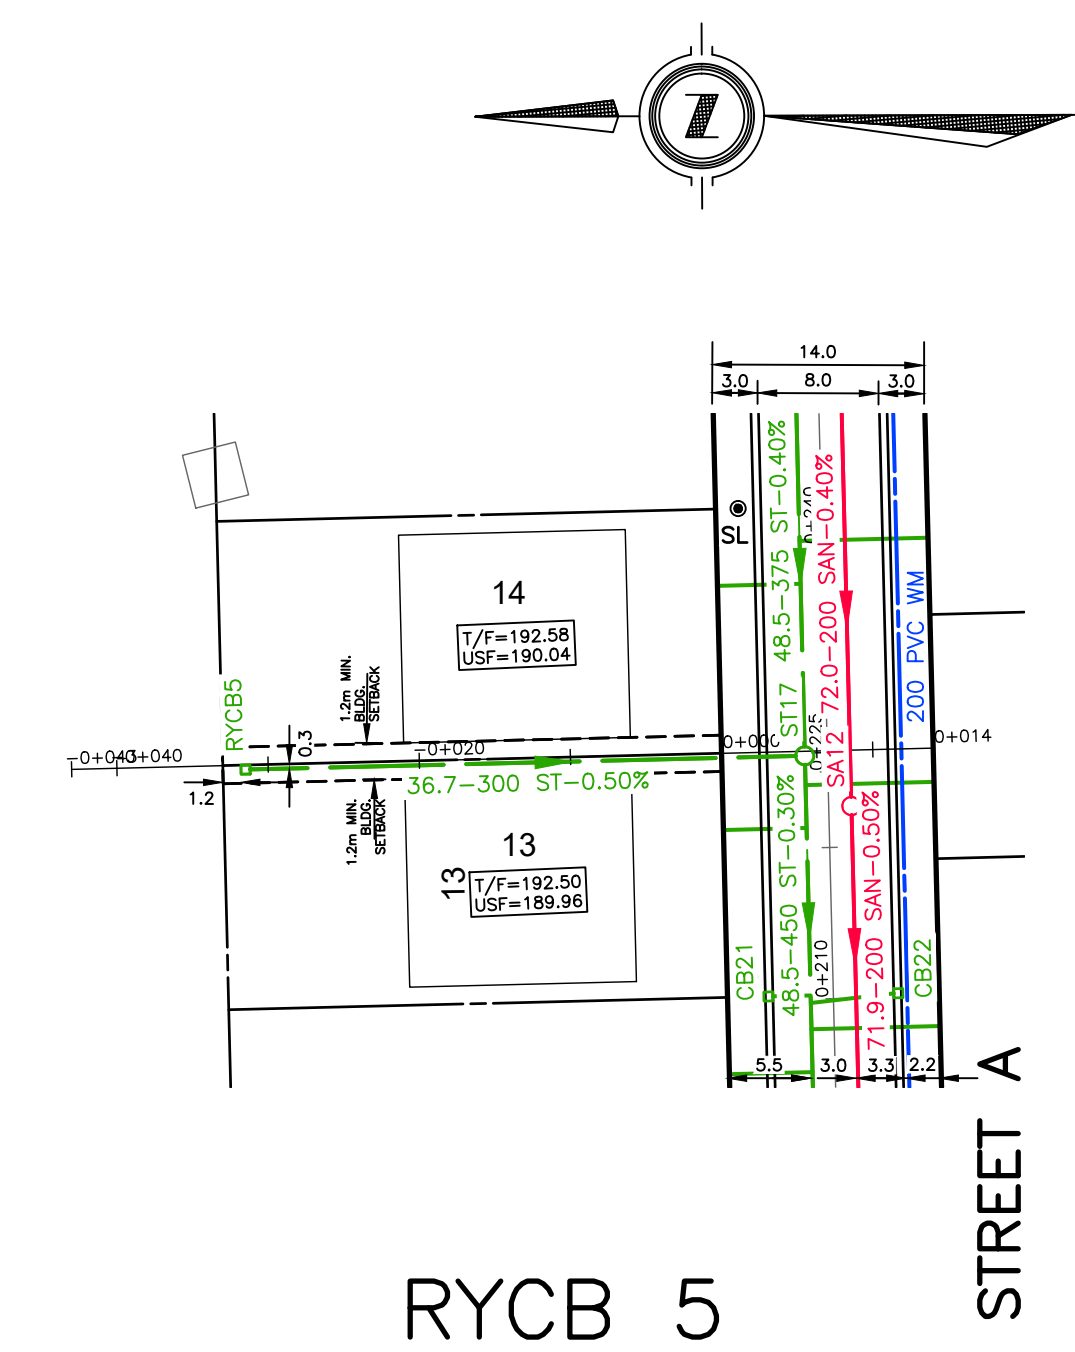 14.0
3.0
8.0
3.0
SL
14
T/F=192.58
USF=190.04
1.2m MIN.
BLDG.
SETBACK
RYCB5
0.3
0+040
-0+020
0+014
36.7-300 ST-0.50%
1.2
1.2m MIN.
BLDG.
SETBACK
13
13
T/F=192.50
USF=189.96
48.5-375 ST-0.40%
ST17
48.5-450 ST-0.30%
0+240
0+225
0+210
72.0-200 SAN-0.40%
SA12
71.9-200 SAN-0.50%
200 PVC WM
CB21
CB22
5.5
3.0
3.3
2.2
STREET A
RYCB 5